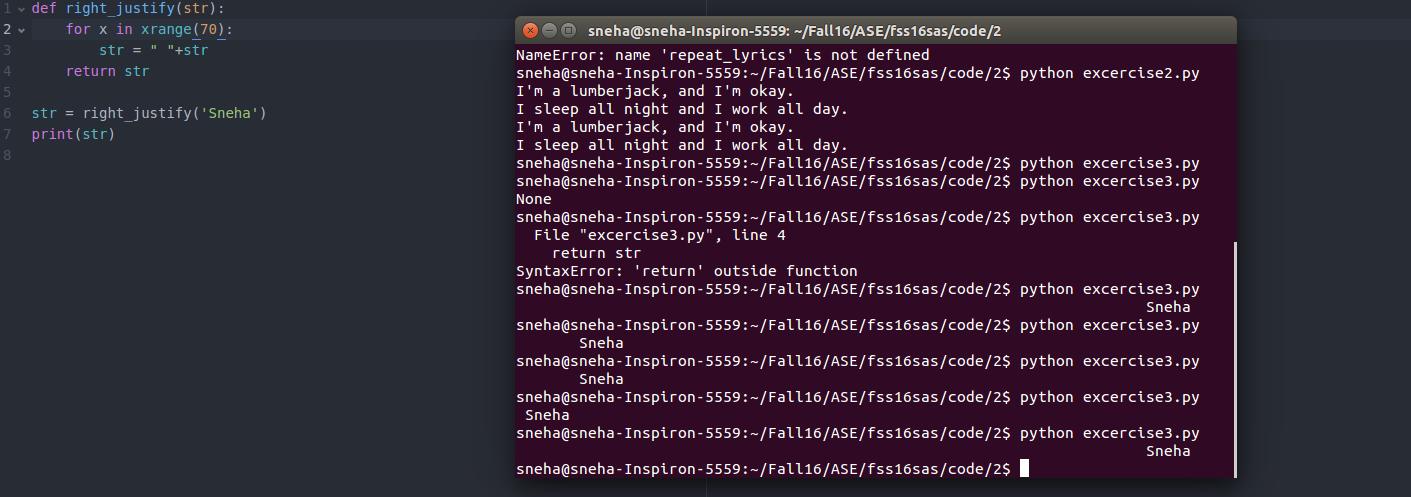 1 def right_justify(str):
2 for x in xrange(70):
3 str = " "+str
4 return str
5
6 str = right_justify('Sneha')
7 print(str)
8
sneha@sneha-Inspiron-5559: ~/Fall16/ASE/fss16sas/code/2
NameError: name 'repeat_lyrics' is not defined
sneha@sneha-Inspiron-5559:~/Fall16/ASE/fss16sas/code/2$ python excercise2.py
I'm a lumberjack, and I'm okay.
I sleep all night and I work all day.
I'm a lumberjack, and I'm okay.
I sleep all night and I work all day.
sneha@sneha-Inspiron-5559:~/Fall16/ASE/fss16sas/code/2$ python excercise3.py
sneha@sneha-Inspiron-5559:~/Fall16/ASE/fss16sas/code/2$ python excercise3.py
None
sneha@sneha-Inspiron-5559:~/Fall16/ASE/fss16sas/code/2$ python excercise3.py
File "excercise3.py", line 4
return str
SyntaxError: 'return' outside function
sneha@sneha-Inspiron-5559:~/Fall16/ASE/fss16sas/code/2$ python excercise3.py
Sneha
sneha@sneha-Inspiron-5559:~/Fall16/ASE/fss16sas/code/2$ python excercise3.py
Sneha
sneha@sneha-Inspiron-5559:~/Fall16/ASE/fss16sas/code/2$ python excercise3.py
Sneha
sneha@sneha-Inspiron-5559:~/Fall16/ASE/fss16sas/code/2$ python excercise3.py
Sneha
sneha@sneha-Inspiron-5559:~/Fall16/ASE/fss16sas/code/2$ python excercise3.py
Sneha
sneha@sneha-Inspiron-5559:~/Fall16/ASE/fss16sas/code/2$